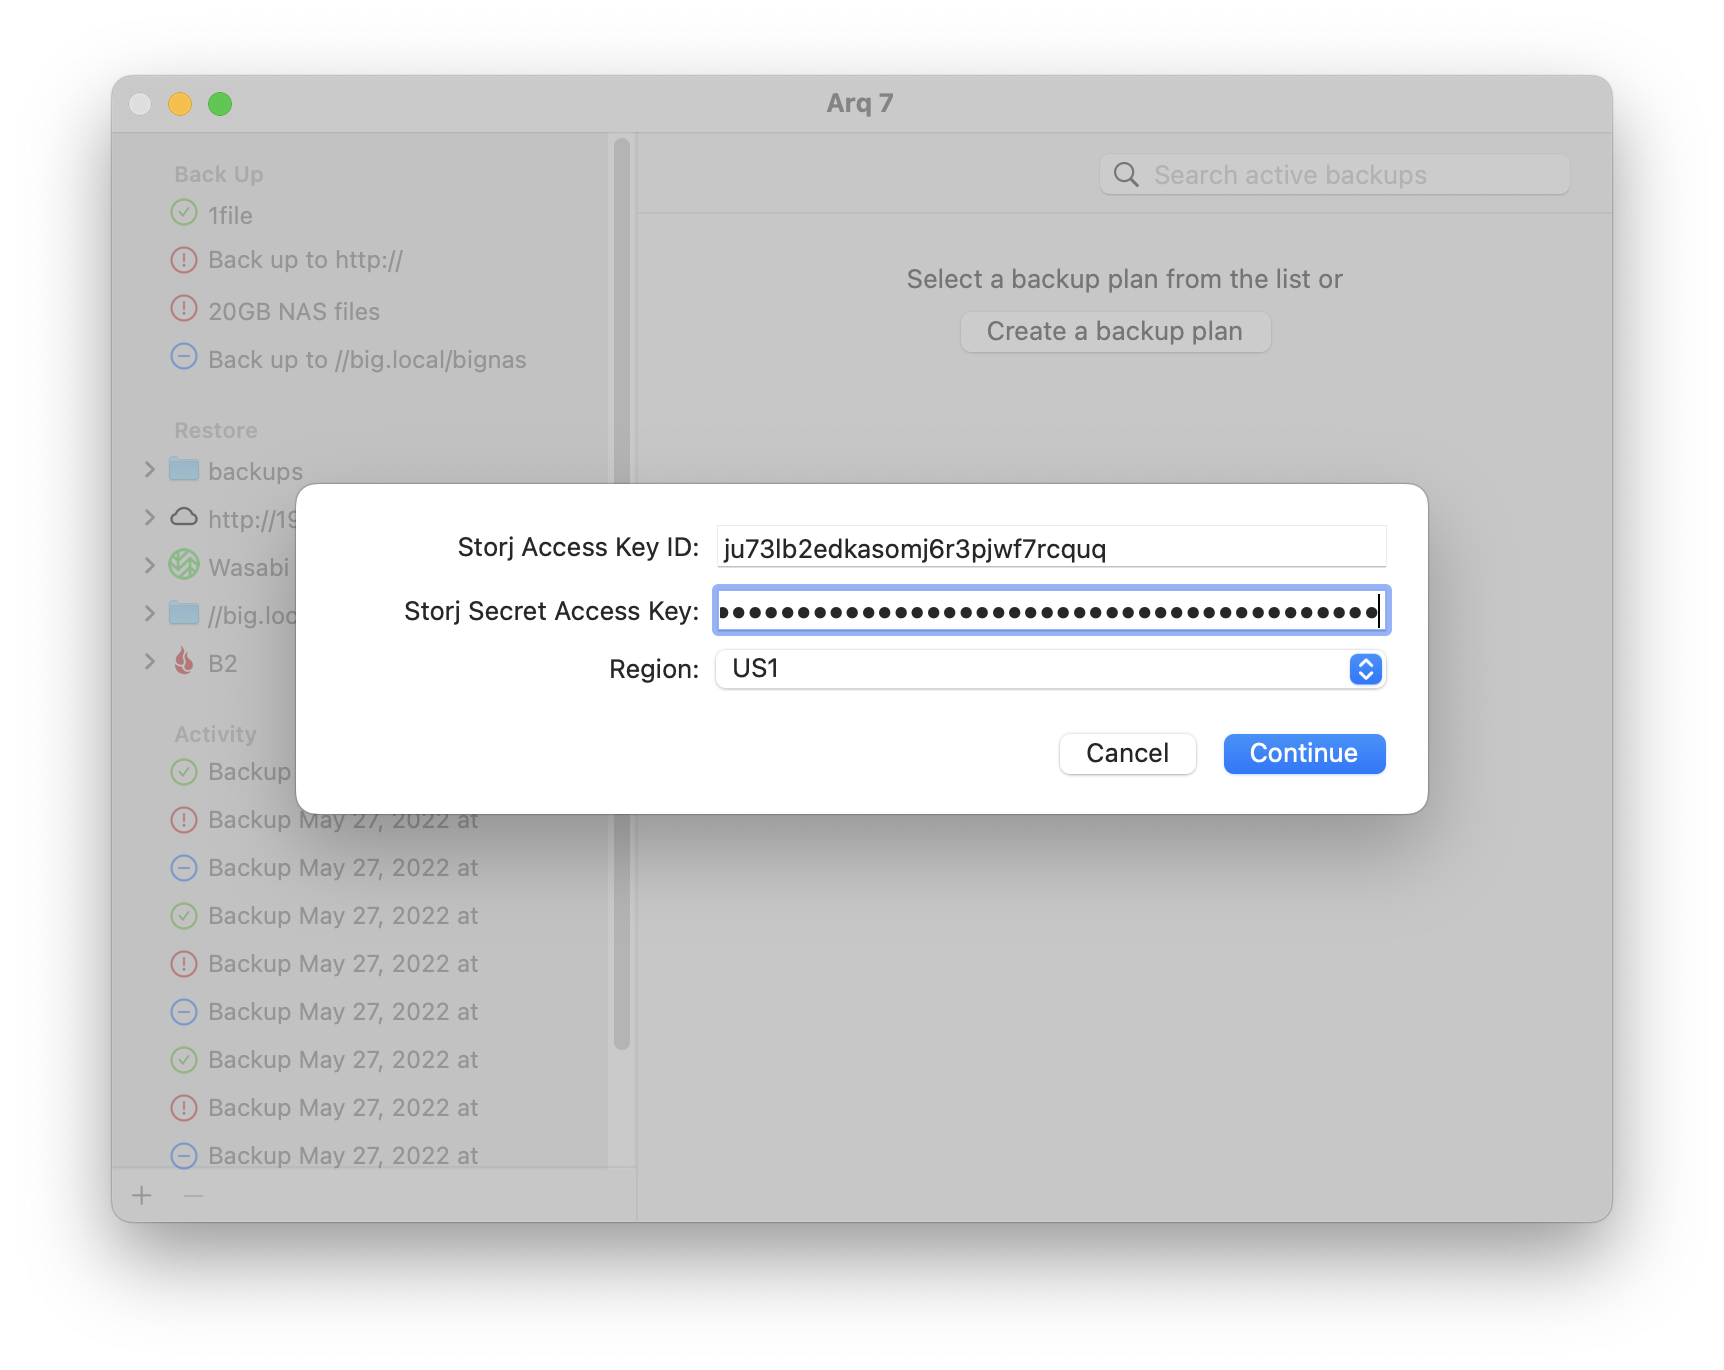 Arq 7
Back Up
1file
Back up to http://
20GB NAS files
Back up to //big.local/bignas
Restore
backups
http://19
Wasabi
//big.loc
B2
Activity
Backup
Backup May 27, 2022 at
Backup May 27, 2022 at
Backup May 27, 2022 at
Backup May 27, 2022 at
Backup May 27, 2022 at
Backup May 27, 2022 at
Backup May 27, 2022 at
Backup May 27, 2022 at
Search active backups
Select a backup plan from the list or
Create a backup plan
Storj Access Key ID: ju73lb2edkasomj6r3pjwf7rcquq
Storj Secret Access Key:
Region: US1
Cancel Continue